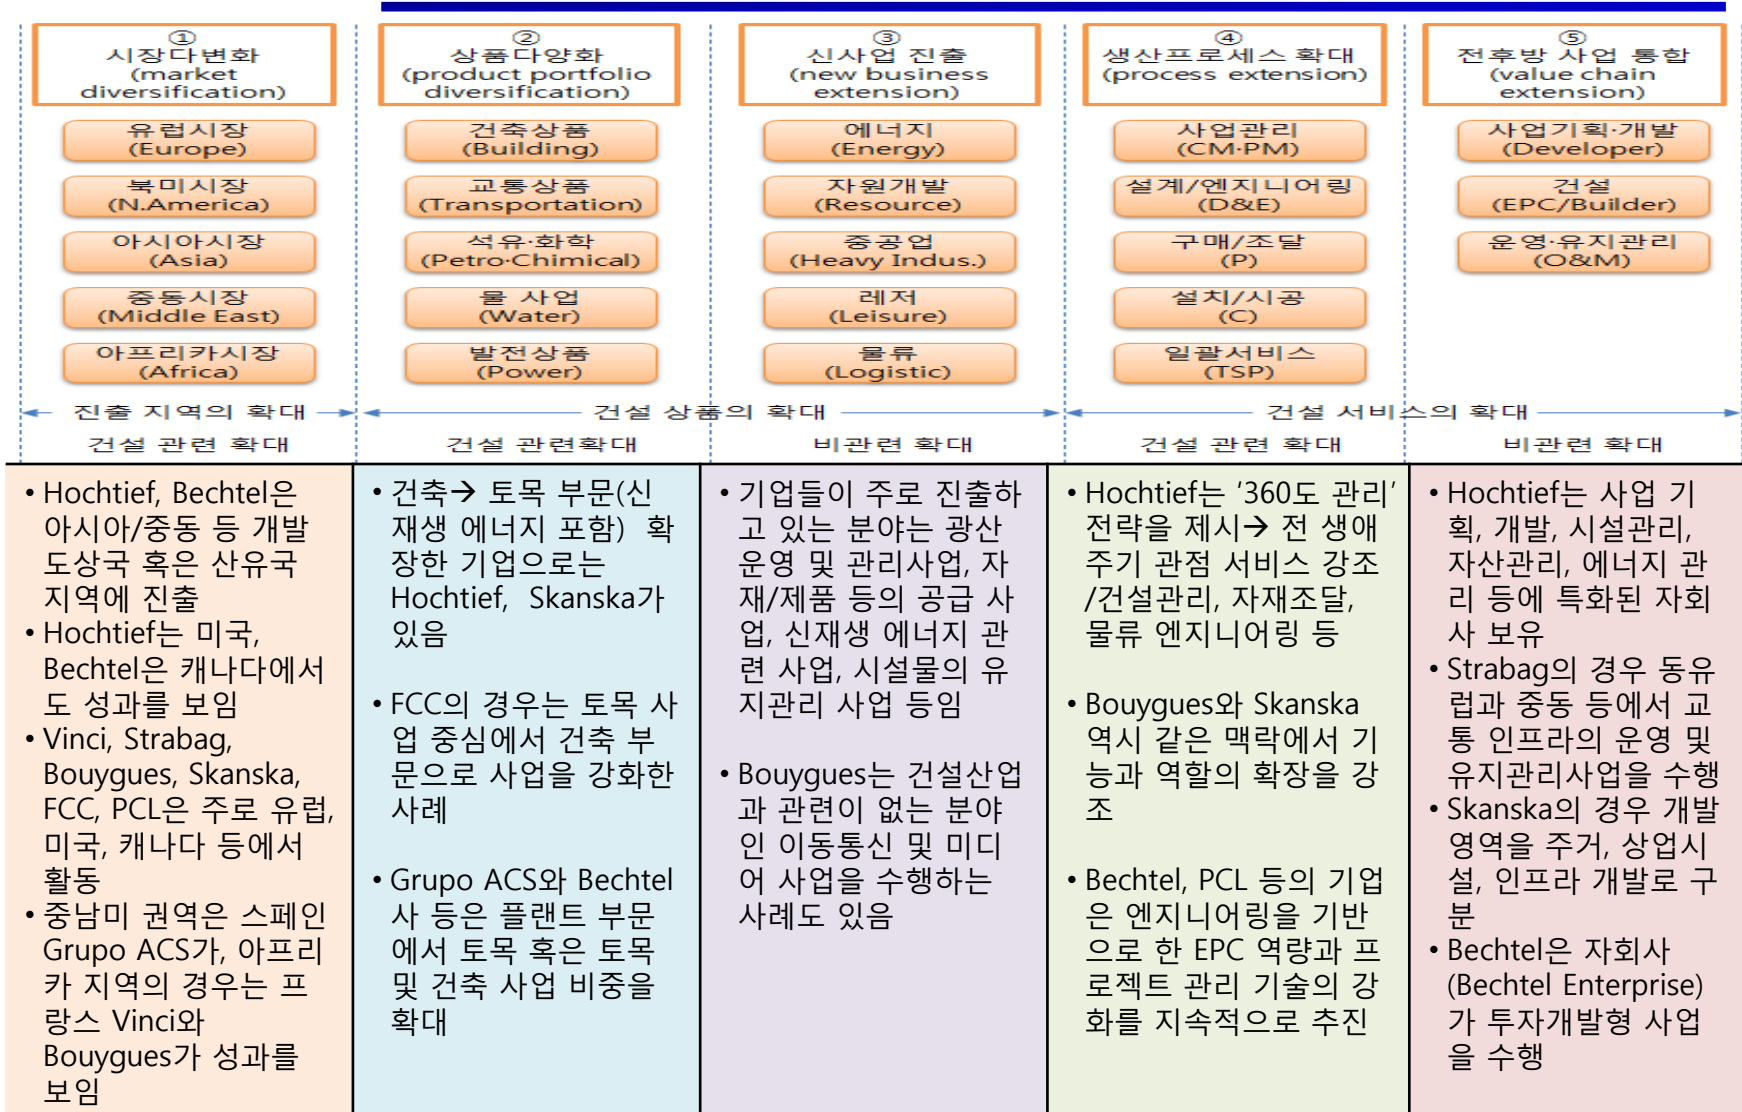 ①
시장다변화
(market
diversification)
유럽시장
(Europe)
북미시장
(N.America)
아시아시장
(Asia)
중동시장
(Middle East)
아프리카시장
(Africa)
②
상품다양화
(product portfolio
diversification)
건축상품
(Building)
교통상품
(Transportation)
석유·화학
(Petro·Chimical)
물 사업
(Water)
발전상품
(Power)
③
신사업 진출
(new business
extension)
에너지
(Energy)
자원개발
(Resource)
중공업
(Heavy Indus.)
레저
(Leisure)
물류
(Logistic)
④
생산프로세스 확대
(process extension)
사업관리
(CM·PM)
설계/엔지니어링
(D&E)
구매/조달
(P)
설치/시공
(C)
일괄서비스
(TSP)
⑤
전후방 사업 통합
(value chain
extension)
사업기획·개발
(Developer)
건설
(EPC/Builder)
운영·유지관리
(O&M)
진출 지역의 확대
건설 상품의 확대
건설 서비스의 확대
건설 관련 확대
건설 관련확대
비관련 확대
건설 관련 확대
비관련 확대
• Hochtief, Bechtel은
아시아/중동 등 개발
도상국 혹은 산유국
지역에 진출
• Hochtief는 미국,
Bechtel은 캐나다에서
도 성과를 보임
• Vinci, Strabag,
Bouygues, Skanska,
FCC, PCL은 주로 유럽,
미국, 캐나다 등에서
활동
• 중남미 권역은 스페인
Grupo ACS가, 아프리
카 지역의 경우는 프
랑스 Vinci와
Bouygues가 성과를
보임
• 건축→ 토목 부문(신
재생 에너지 포함) 확
장한 기업으로는
Hochtief, Skanska가
있음
• FCC의 경우는 토목 사
업 중심에서 건축 부
문으로 사업을 강화한
사례
• Grupo ACS와 Bechtel
사 등은 플랜트 부문
에서 토목 혹은 토목
및 건축 사업 비중을
확대
• 기업들이 주로 진출하
고 있는 분야는 광산
운영 및 관리사업, 자
재/제품 등의 공급 사
업, 신재생 에너지 관
련 사업, 시설물의 유
지관리 사업 등임
• Bouygues는 건설산업
과 관련이 없는 분야
인 이동통신 및 미디
어 사업을 수행하는
사례도 있음
• Hochtief는 ‘360도 관리’
전략을 제시→ 전 생애
주기 관점 서비스 강조
/건설관리, 자재조달,
물류 엔지니어링 등
• Bouygues와 Skanska
역시 같은 맥락에서 기
능과 역할의 확장을 강
조
• Bechtel, PCL 등의 기업
은 엔지니어링을 기반
으로 한 EPC 역량과 프
로젝트 관리 기술의 강
화를 지속적으로 추진
• Hochtief는 사업 기
획, 개발, 시설관리,
자산관리, 에너지 관
리 등에 특화된 자회
사 보유
• Strabag의 경우 동유
럽과 중동 등에서 교
통 인프라의 운영 및
유지관리사업을 수행
• Skanska의 경우 개발
영역을 주거, 상업시
설, 인프라 개발로 구
분
• Bechtel은 자회사
(Bechtel Enterprise)
가 투자개발형 사업
을 수행